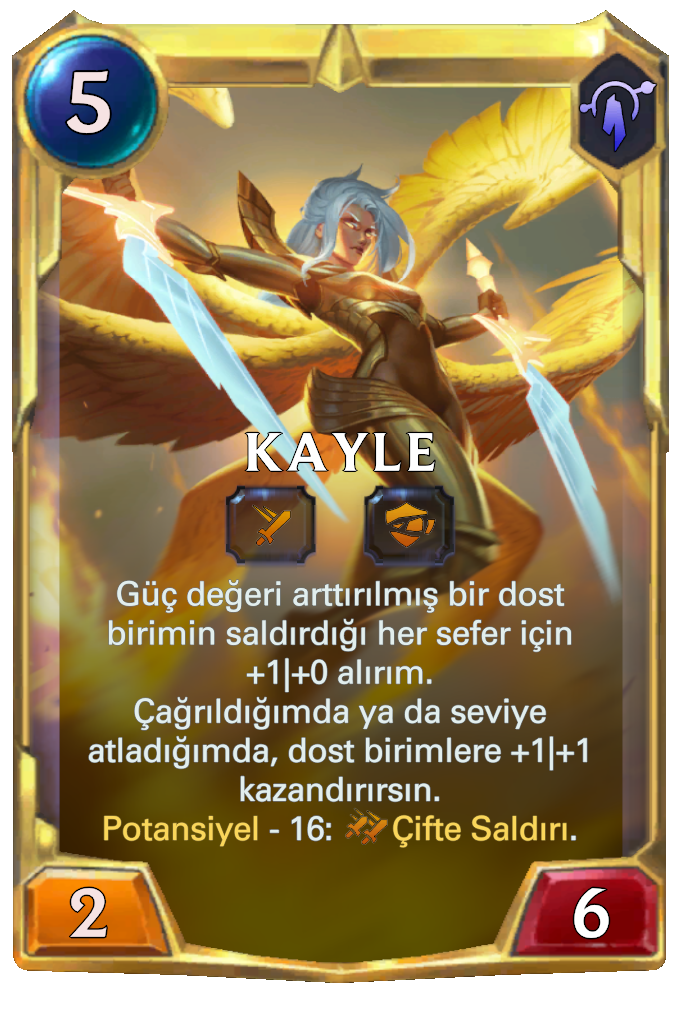 5
KAYLE
Güç değeri arttırılmış bir dost
birimin saldırdığı her sefer için
+1|+0 alırım.
Çağrıldığımda ya da seviye
atladığımda, dost birimlere +1|+1
kazandırırsın.
Potansiyel - 16: Çifte Saldırı.
2
6